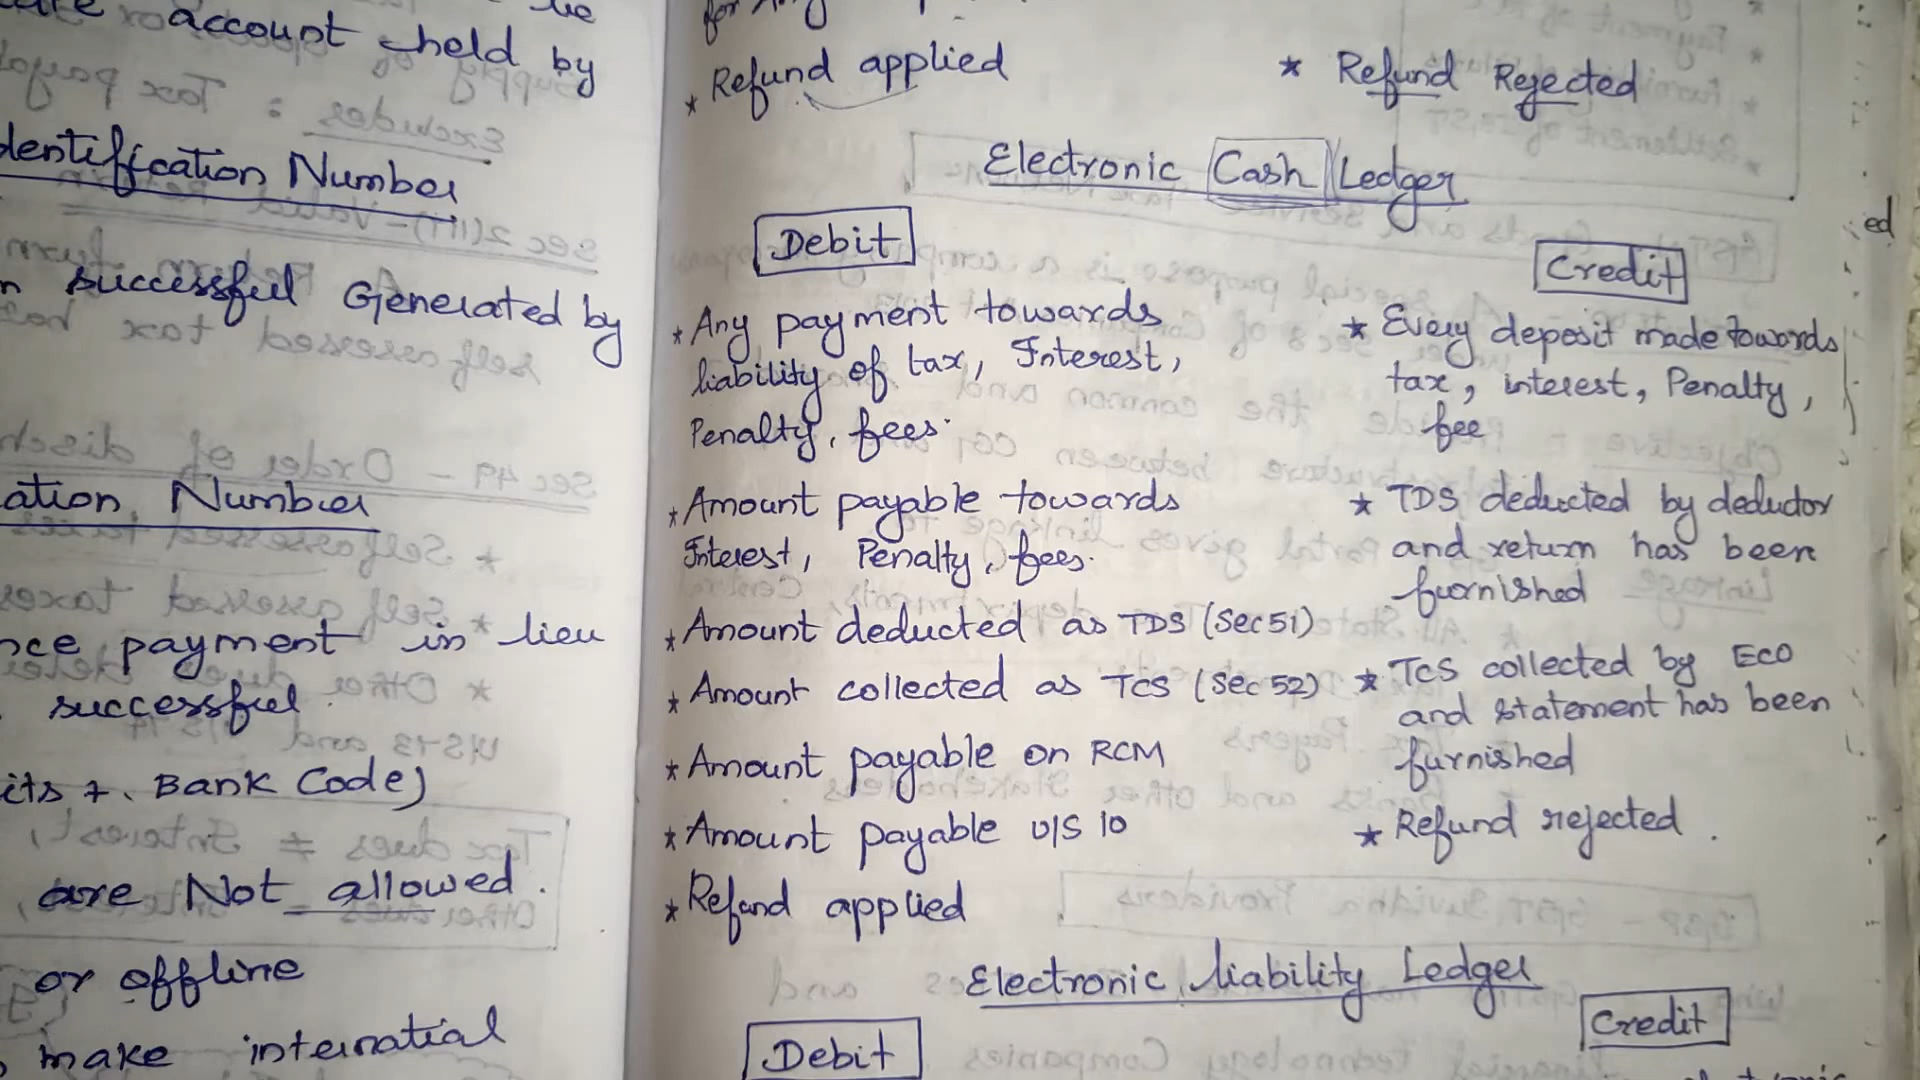 account held by
dentification Number
n successful Generated by
ation Number
nce payment in lieu
successful.
its + Bank Code)
are Not allowed.
or offline
make internatial
* Refund applied
* Refund Rejected
Electronic Cash Ledger
Debit
* Any payment towards
liability of tax, Interest,
Penalty, fees.
* Amount payable towards
Interest, Penalty, fees.
* Amount deducted as TDS (Sec 51)
* Amount collected as TCS (Sec 52)
* Amount payable on RCM
* Amount payable U/S 10
* Refund applied
Credit
* Every deposit made towards
tax, interest, Penalty,
fee
* TDS deducted by deductor
and return has been
furnished
* TCS collected by ECO
and statement has been
furnished
* Refund rejected.
Electronic liability Ledger
Debit
Credit
ed